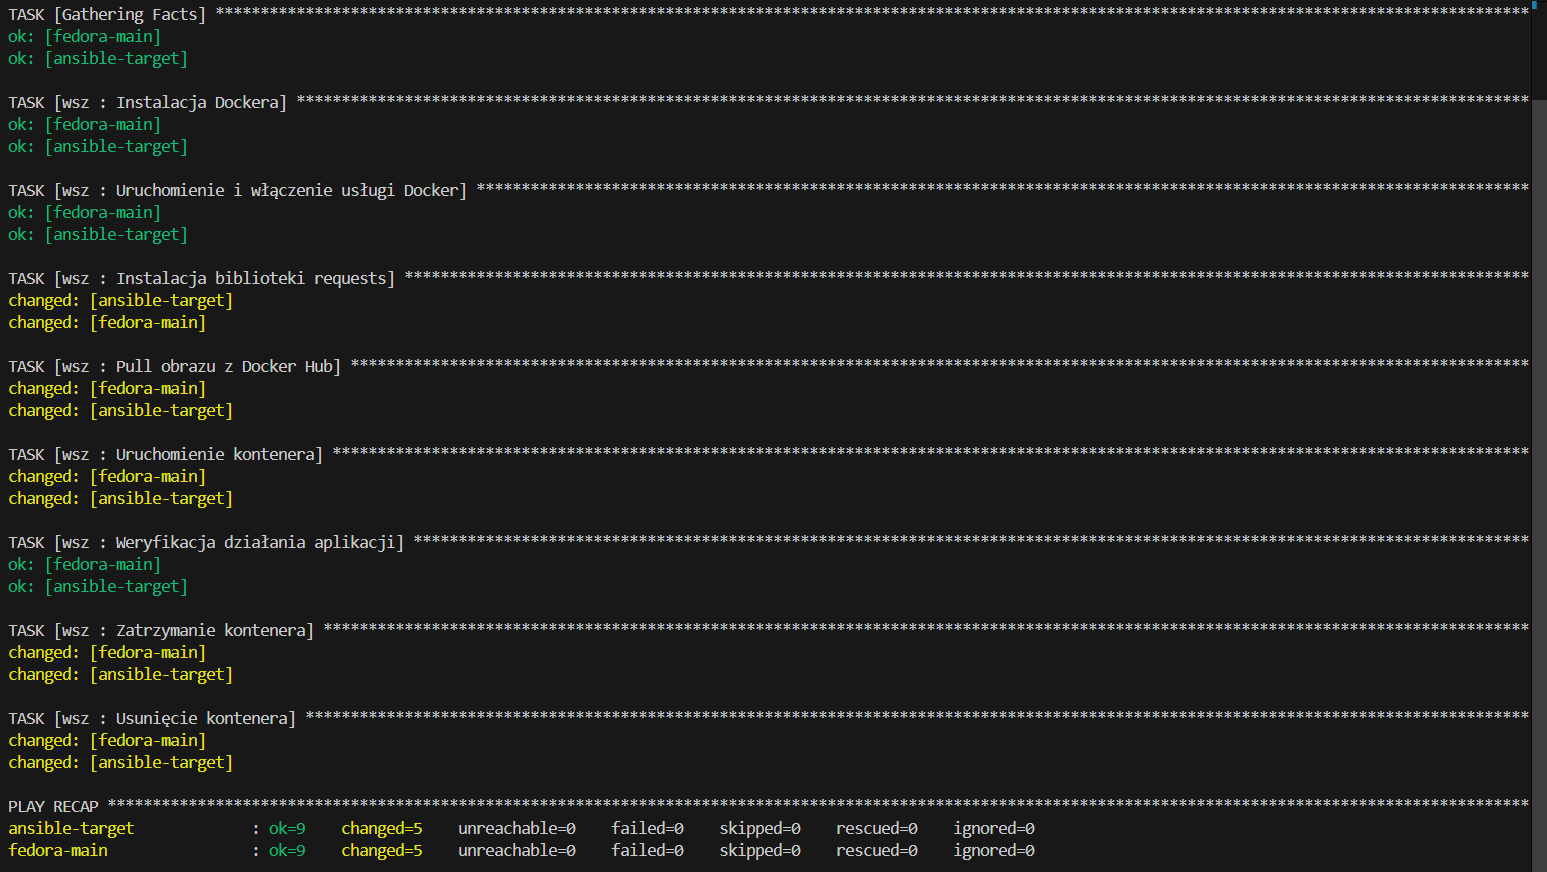 TASK [Gathering Facts] **************************************************************************************************************************************************
ok: [fedora-main]
ok: [ansible-target]
TASK [wsz : Instalacja Dockera] *****************************************************************************************************************************************
ok: [fedora-main]
ok: [ansible-target]
TASK [wsz : Uruchomienie i włączenie usługi Docker] *********************************************************************************************************************
ok: [fedora-main]
ok: [ansible-target]
TASK [wsz : Instalacja biblioteki requests] *****************************************************************************************************************************
changed: [ansible-target]
changed: [fedora-main]
TASK [wsz : Pull obrazu z Docker Hub] ***********************************************************************************************************************************
changed: [fedora-main]
changed: [ansible-target]
TASK [wsz : Uruchomienie kontenera] *************************************************************************************************************************************
changed: [fedora-main]
changed: [ansible-target]
TASK [wsz : Weryfikacja działania aplikacji] ****************************************************************************************************************************
ok: [fedora-main]
ok: [ansible-target]
TASK [wsz : Zatrzymanie kontenera] **************************************************************************************************************************************
changed: [fedora-main]
changed: [ansible-target]
TASK [wsz : Usunięcie kontenera] ****************************************************************************************************************************************
changed: [fedora-main]
changed: [ansible-target]
PLAY RECAP **************************************************************************************************************************************************************
ansible-target             : ok=9    changed=5    unreachable=0    failed=0    skipped=0    rescued=0    ignored=0
fedora-main                : ok=9    changed=5    unreachable=0    failed=0    skipped=0    rescued=0    ignored=0